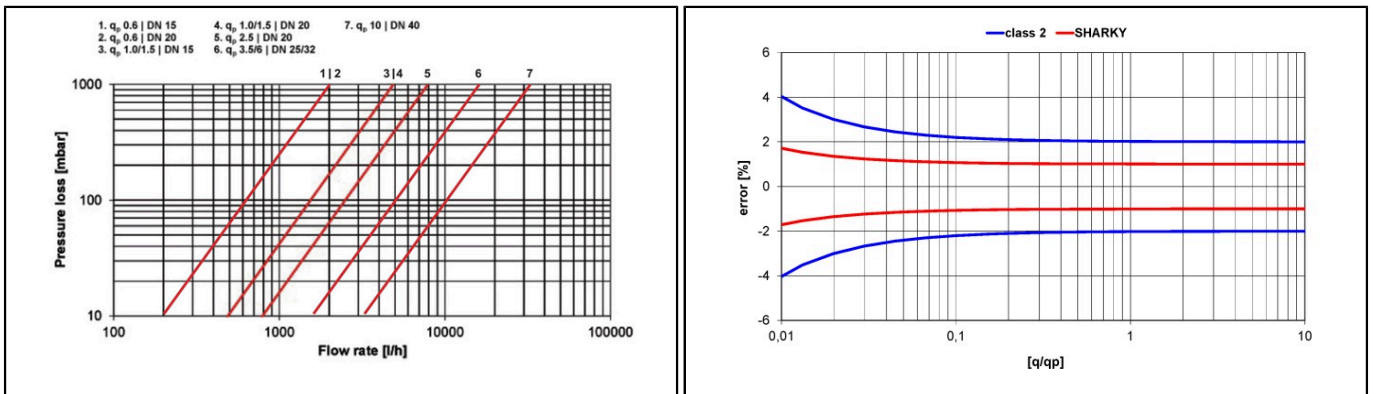 1. qp 0.6 | DN 15 4. qp 1.0/1.5 | DN 20 7. qp 10 | DN 40
2. qp 0.6 | DN 20 5. qp 2.5 | DN 20
3. qp 1.0/1.5 | DN 15 6. qp 3.5/6 | DN 25/32
1 | 2 3 | 4 5 6 7
1000
100
10
Pressure loss [mbar]
100 1000 10000 100000
Flow rate [l/h]
class 2 SHARKY
6
4
2
0
-2
-4
-6
error [%]
0,01 0,1 1 10
[q/qp]